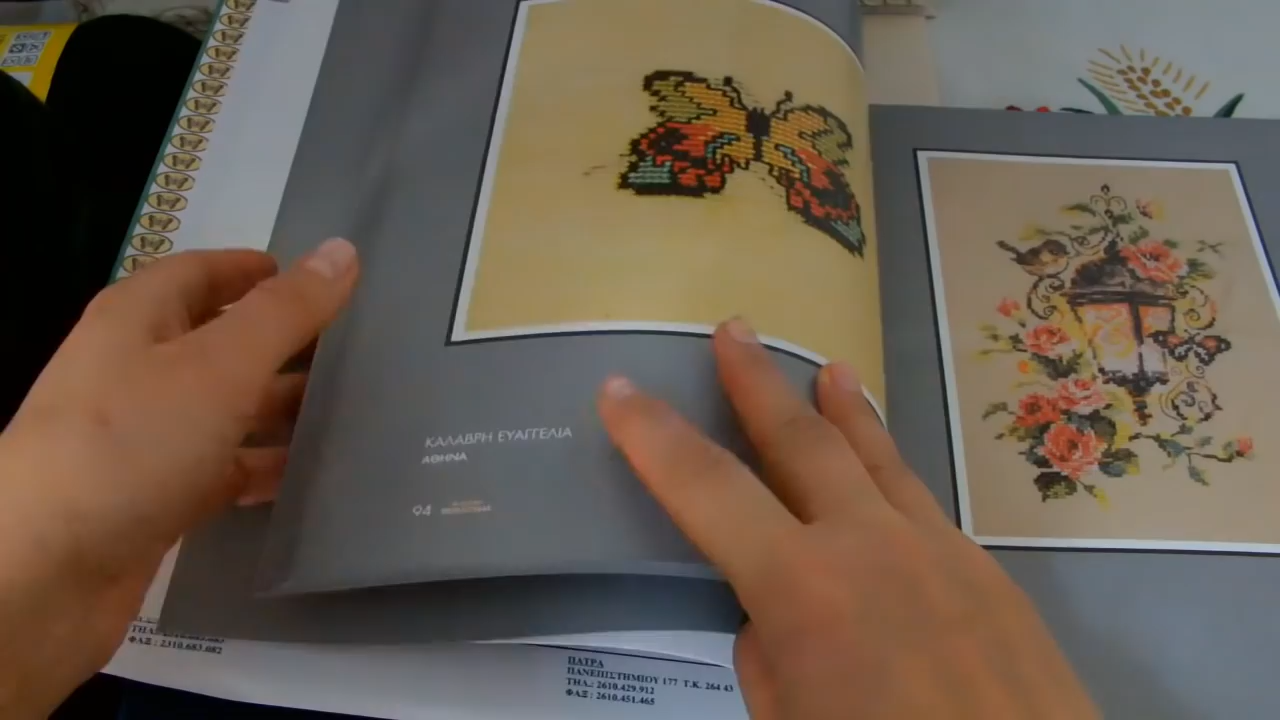 ΚΑΛΑΒΡΗ ΕΥΑΓΓΕΛΙΑ
ΑΘΗΝΑ
94
ΤΗΛ
ΦΑΞ : 2310.683.082
ΠΑΤΡΑ
ΠΑΝΕΠΙΣΤΗΜΙΟΥ 177 Τ.Κ. 264 43
ΤΗΛ.: 2610.429.912
ΦΑΞ : 2610.451.465